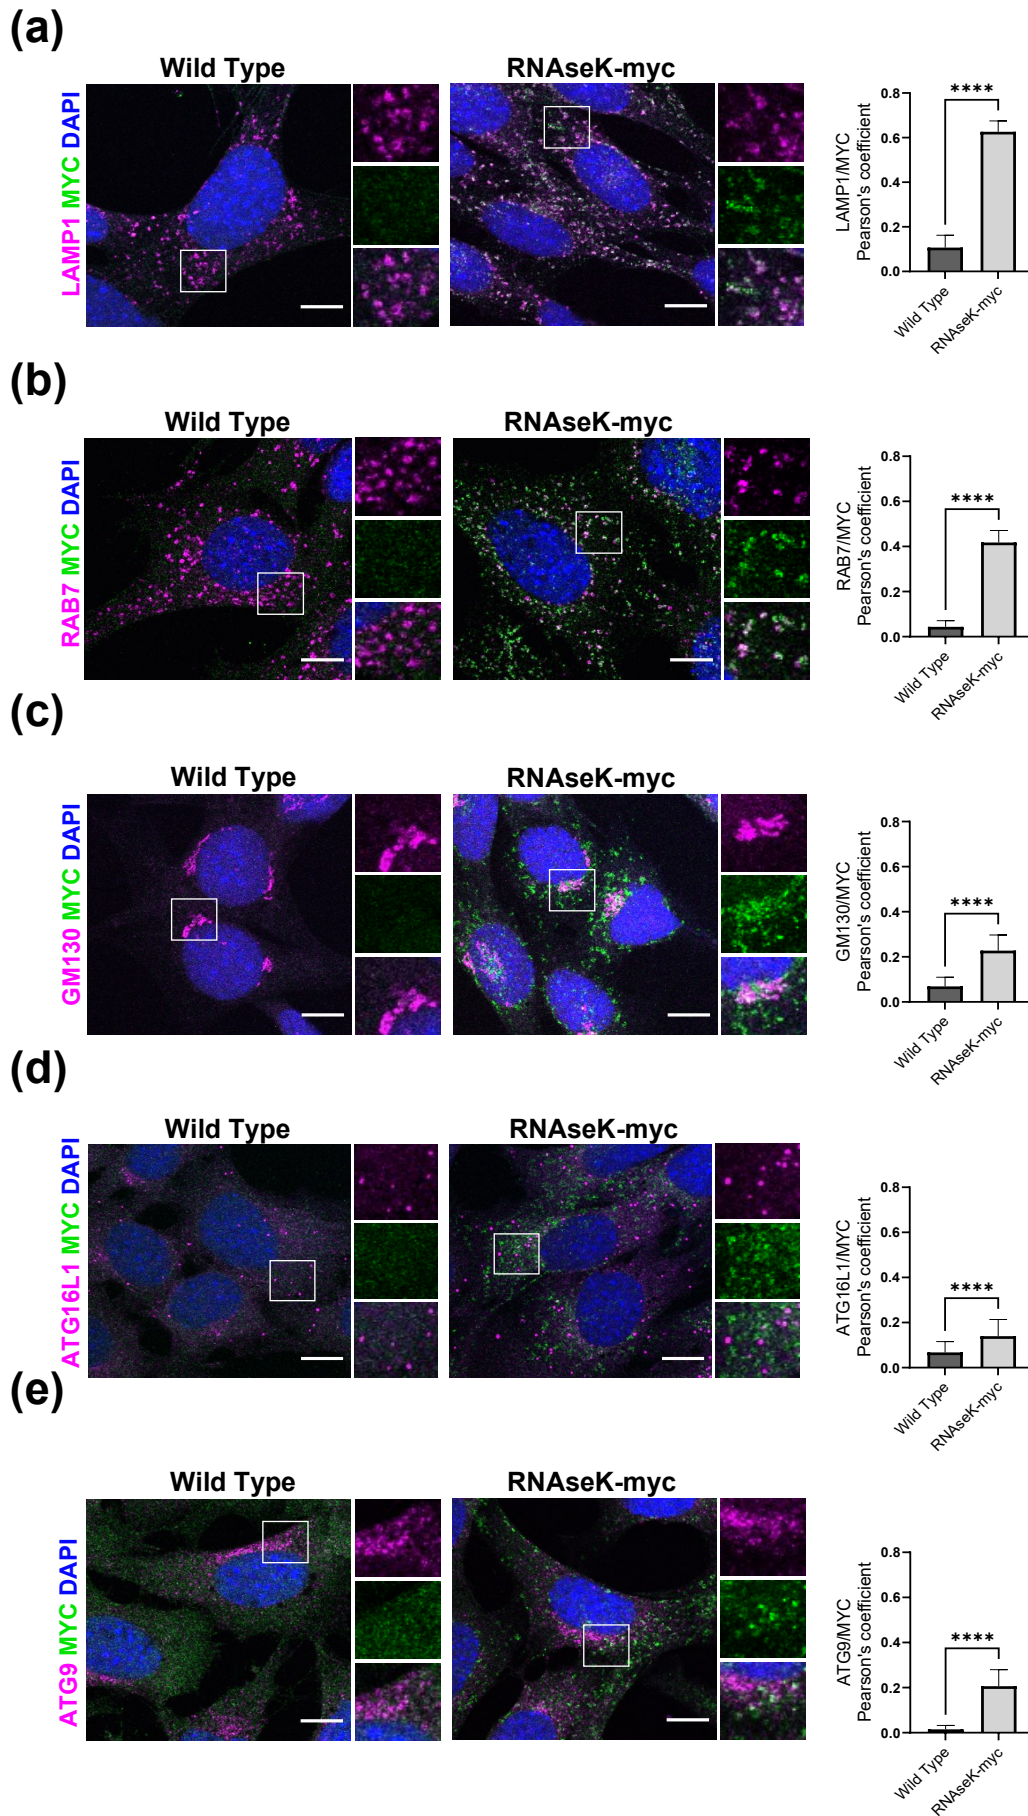 (a)
Wild Type
RNAseK-myc
LAMP1 MYC DAPI
LAMP1/MYC
Pearson's coefficient
0.8
0.6
0.4
0.2
0.0
****
Wild Type
RNAseK-myc
(b)
Wild Type
RNAseK-myc
RAB7 MYC DAPI
RAB7/MYC
Pearson's coefficient
0.8
0.6
0.4
0.2
0.0
****
Wild Type
RNAseK-myc
(c)
Wild Type
RNAseK-myc
GM130 MYC DAPI
GM130/MYC
Pearson's coefficient
0.8
0.6
0.4
0.2
0.0
****
Wild Type
RNAseK-myc
(d)
Wild Type
RNAseK-myc
ATG16L1 MYC DAPI
ATG16L1/MYC
Pearson's coefficient
0.8
0.6
0.4
0.2
0.0
****
Wild Type
RNAseK-myc
(e)
Wild Type
RNAseK-myc
ATG9 MYC DAPI
ATG9/MYC
Pearson's coefficient
0.8
0.6
0.4
0.2
0.0
****
Wild Type
RNAseK-myc